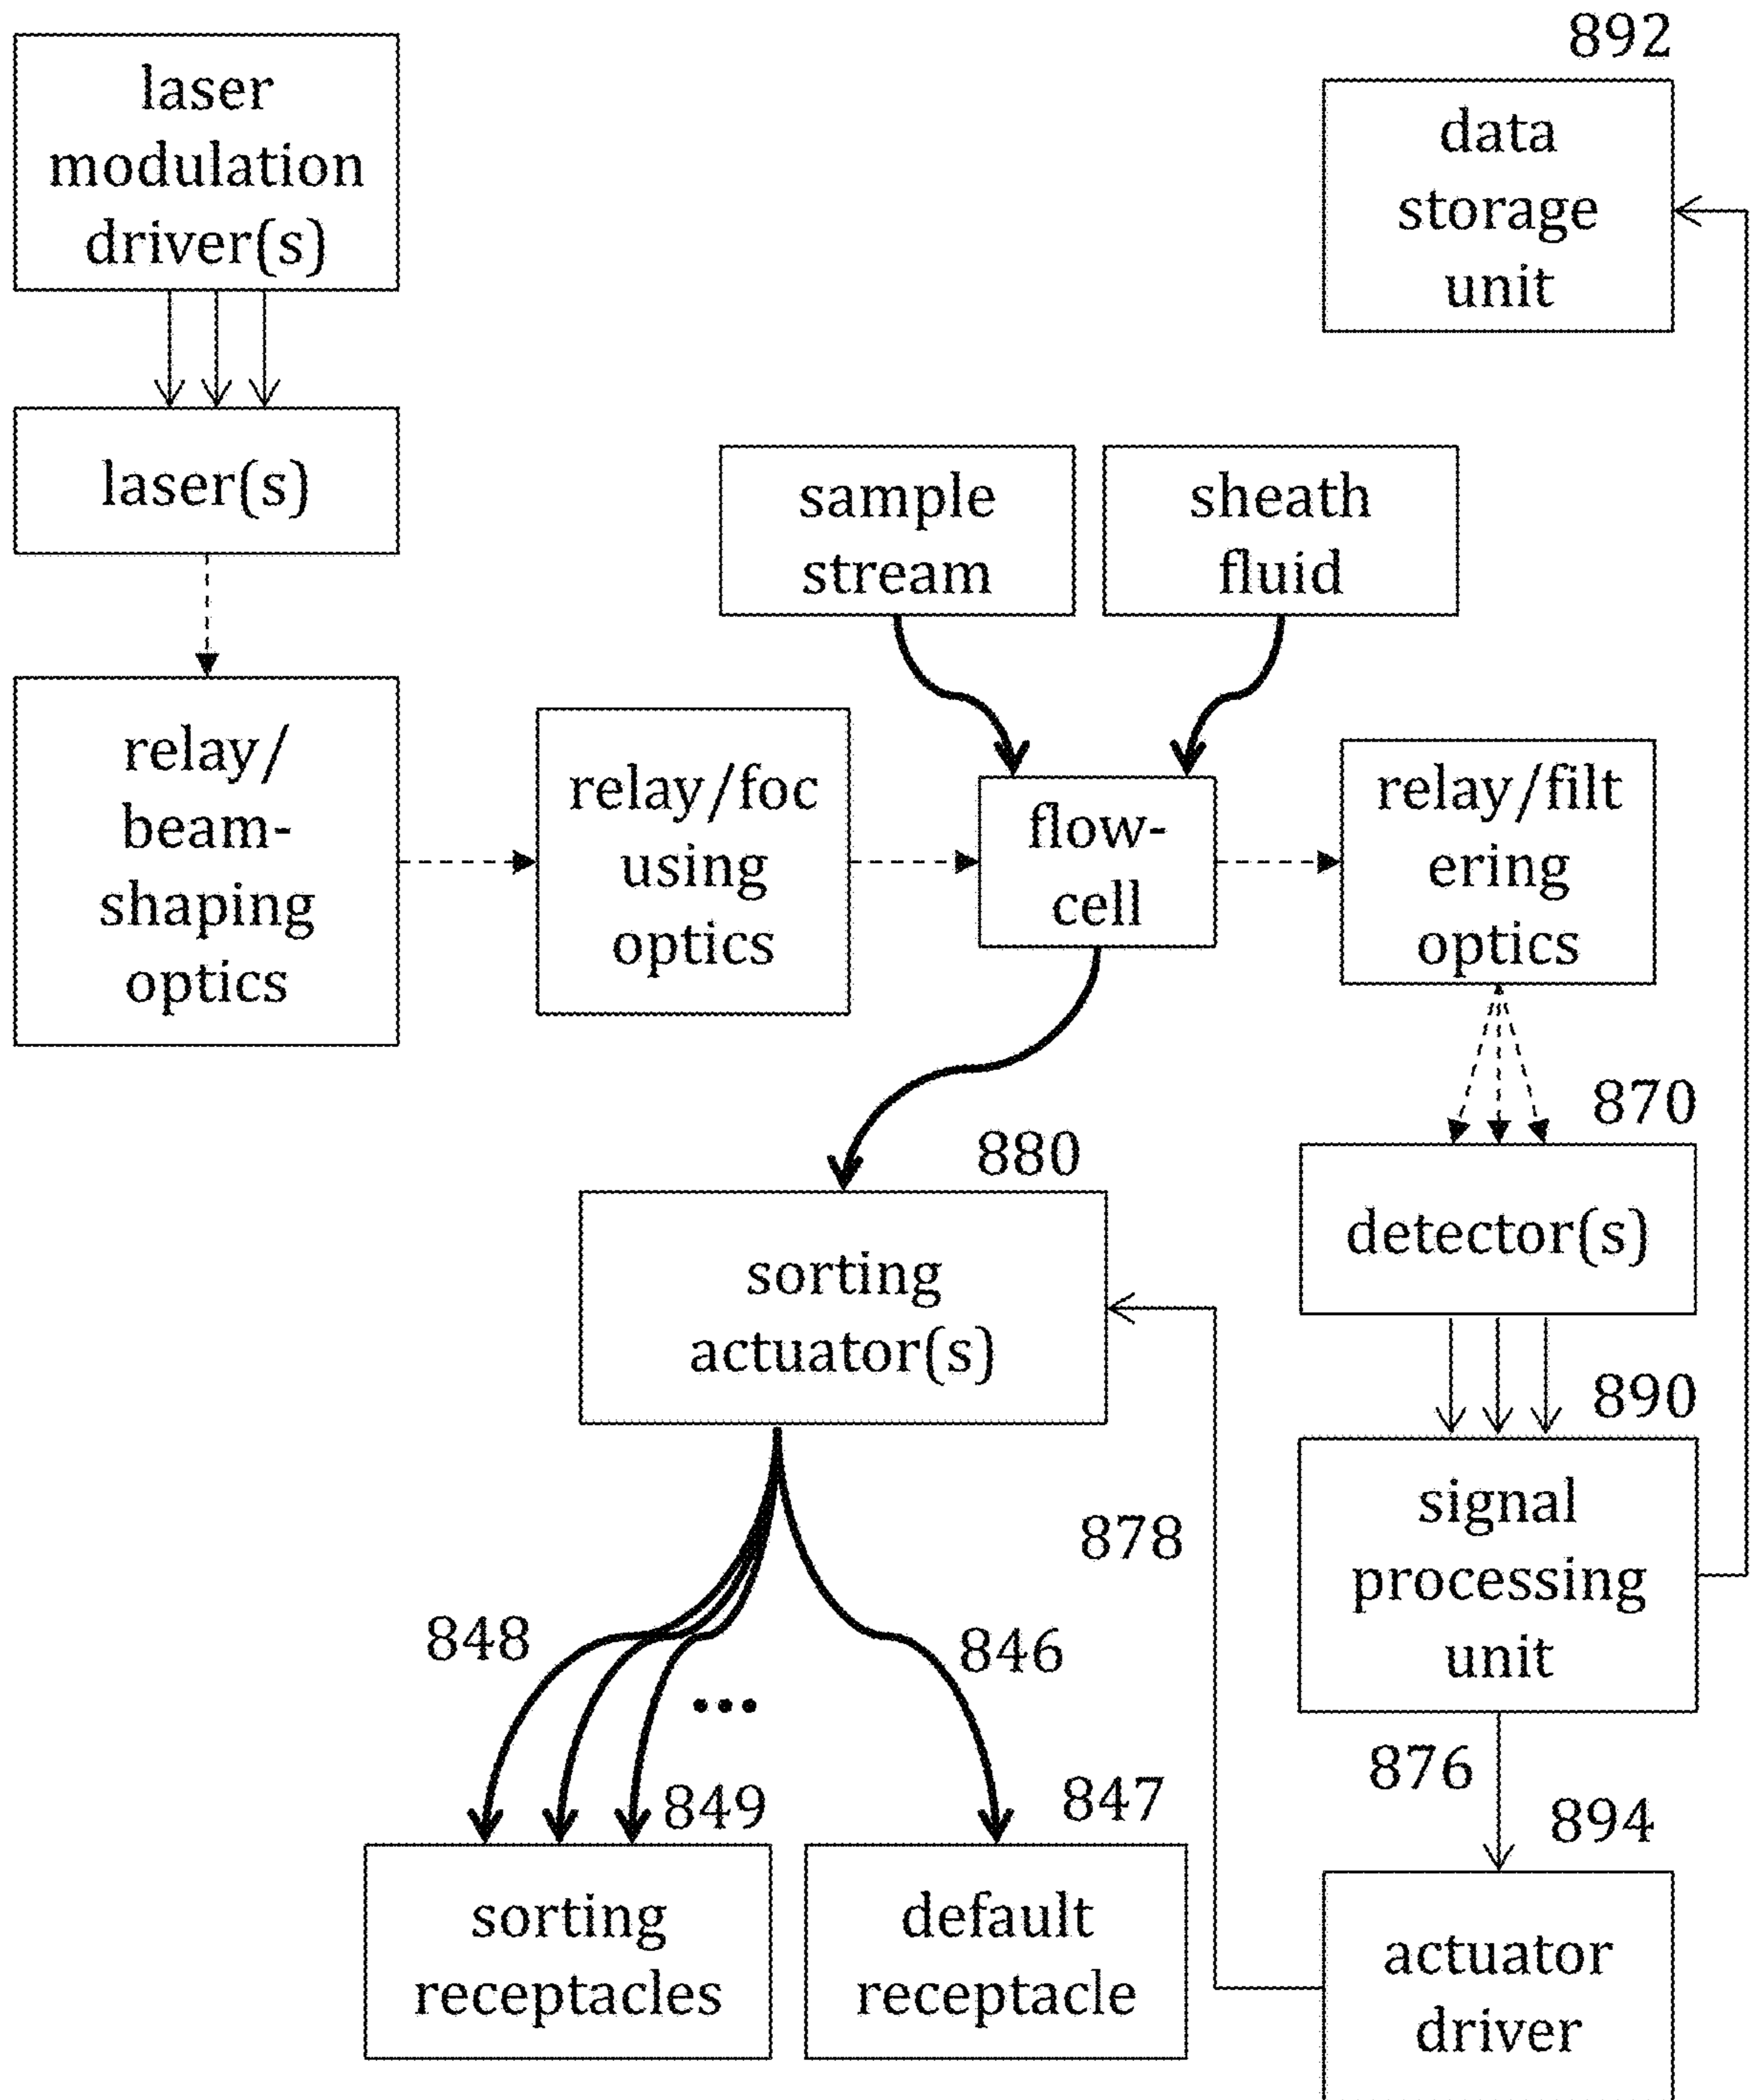 892
laser
modulation
driver(s)
data
storage
unit
laser(s)
sample
stream
sheath
fluid
relay/
beam-
shaping
optics
relay/foc
using
optics
flow-
cell
relay/filt
ering
optics
870
880
detector(s)
sorting
actuator(s)
890
signal
processing
unit
878
848
846
876
849
847
894
sorting
receptacles
default
receptacle
actuator
driver